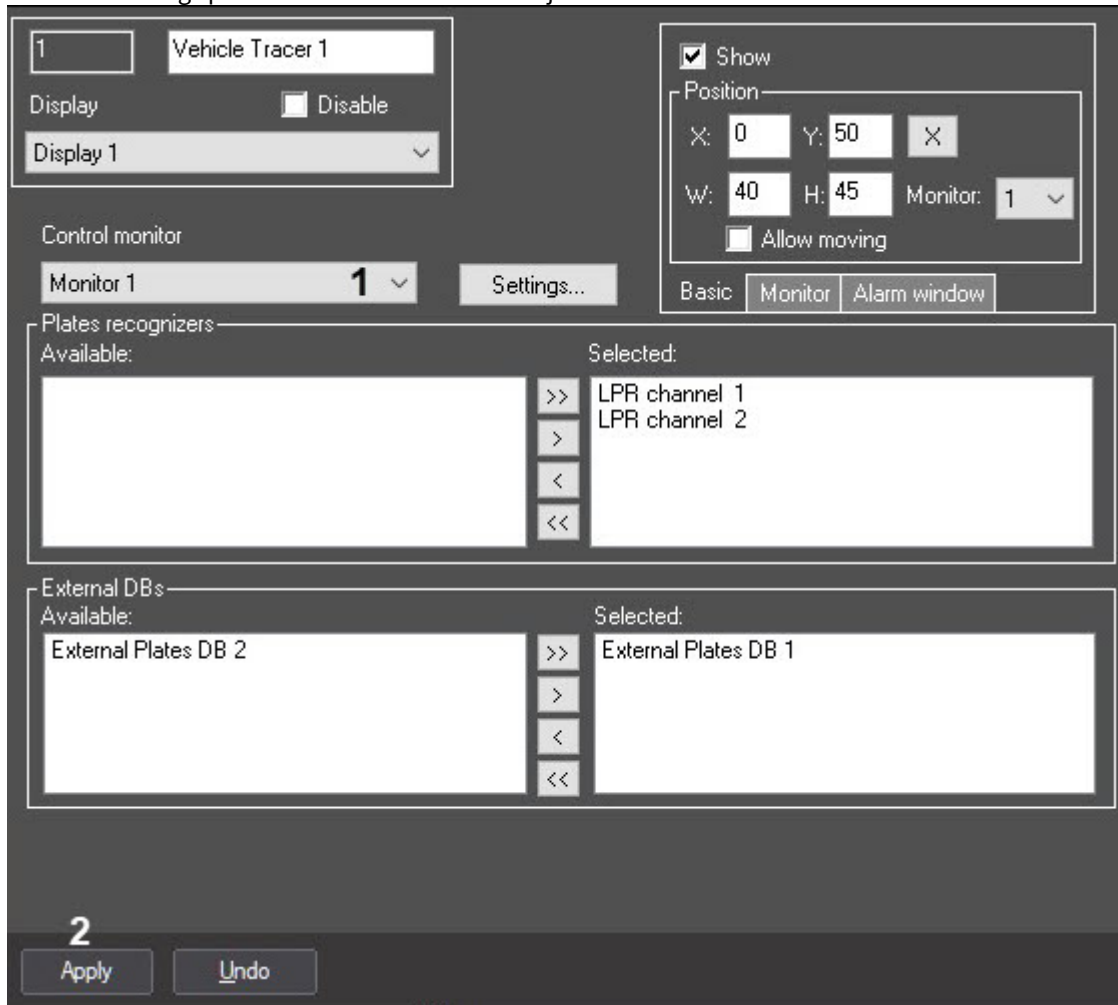 1
Vehicle Tracer 1
Display
Disable
Display 1
Control monitor
Monitor 1 1
Settings...
Show
Position
X: 0 Y: 50 X
W: 40 H: 45 Monitor: 1
Allow moving
Basic Monitor Alarm window
Plates recognizers
Available:
Selected:
>>
>
<
<<
LPR channel 1
LPR channel 2
External DBs
Available:
Selected:
External Plates DB 2
>>
>
<
<<
External Plates DB 1
2
Apply
Undo